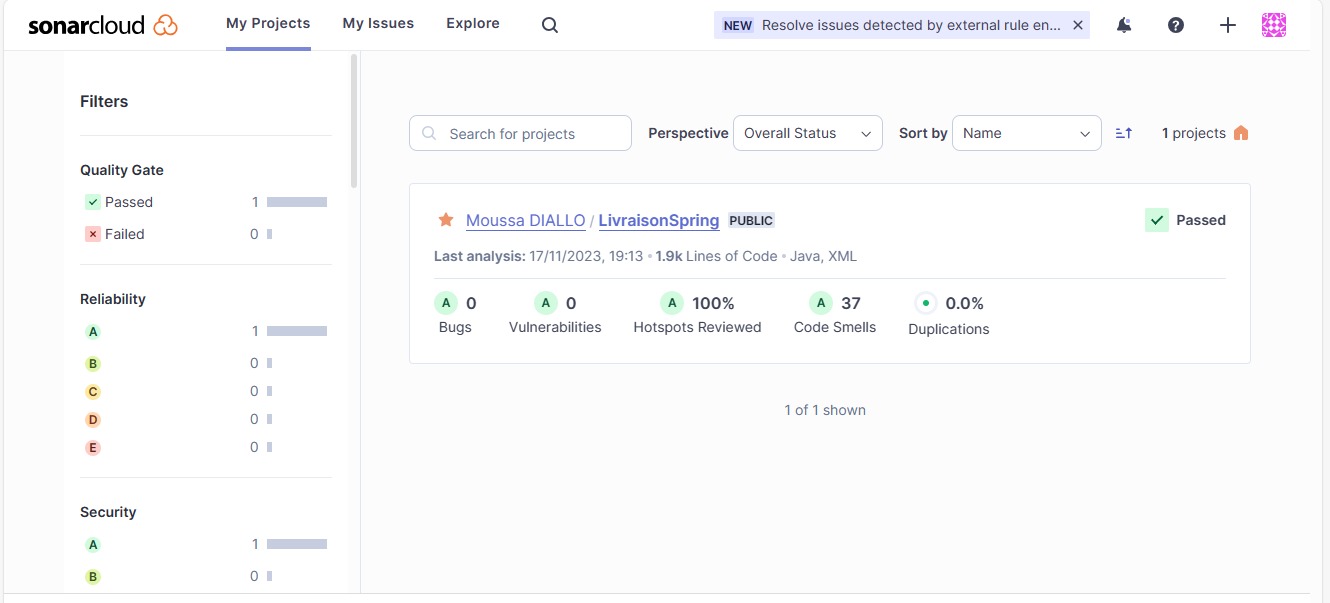 sonarcloud My Projects My Issues Explore NEW Resolve issues detected by external rule en...
Filters
Search for projects Perspective Overall Status Sort by Name 1 projects
Quality Gate
Passed 1
Failed 0
Moussa DIALLO / LivraisonSpring PUBLIC Passed
Last analysis: 17/11/2023, 19:13 • 1.9k Lines of Code • Java, XML
Reliability
A 1
B 0
C 0
D 0
E 0
A 0 A 0 A 100% A 37 0.0%
Bugs Vulnerabilities Hotspots Reviewed Code Smells Duplications
1 of 1 shown
Security
A 1
B 0